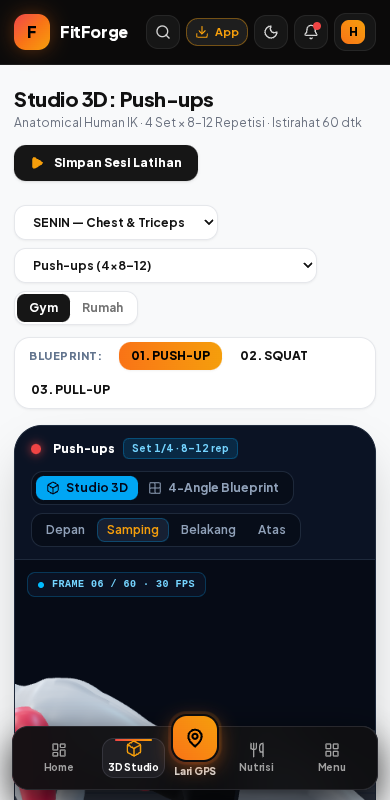 F FitForge App H
Studio 3D: Push-ups
Anatomical Human IK · 4 Set × 8–12 Repetisi · Istirahat 60 dtk
Simpan Sesi Latihan
SENIN — Chest & Triceps
Push-ups (4×8–12)
Gym Rumah
BLUEPRINT: 01. PUSH-UP 02. SQUAT
03. PULL-UP
Push-ups Set 1/4 · 8–12 rep
Studio 3D 4-Angle Blueprint
Depan Samping Belakang Atas
FRAME 06 / 60 · 30 FPS
Home 3D Studio Lari GPS Nutrisi Menu